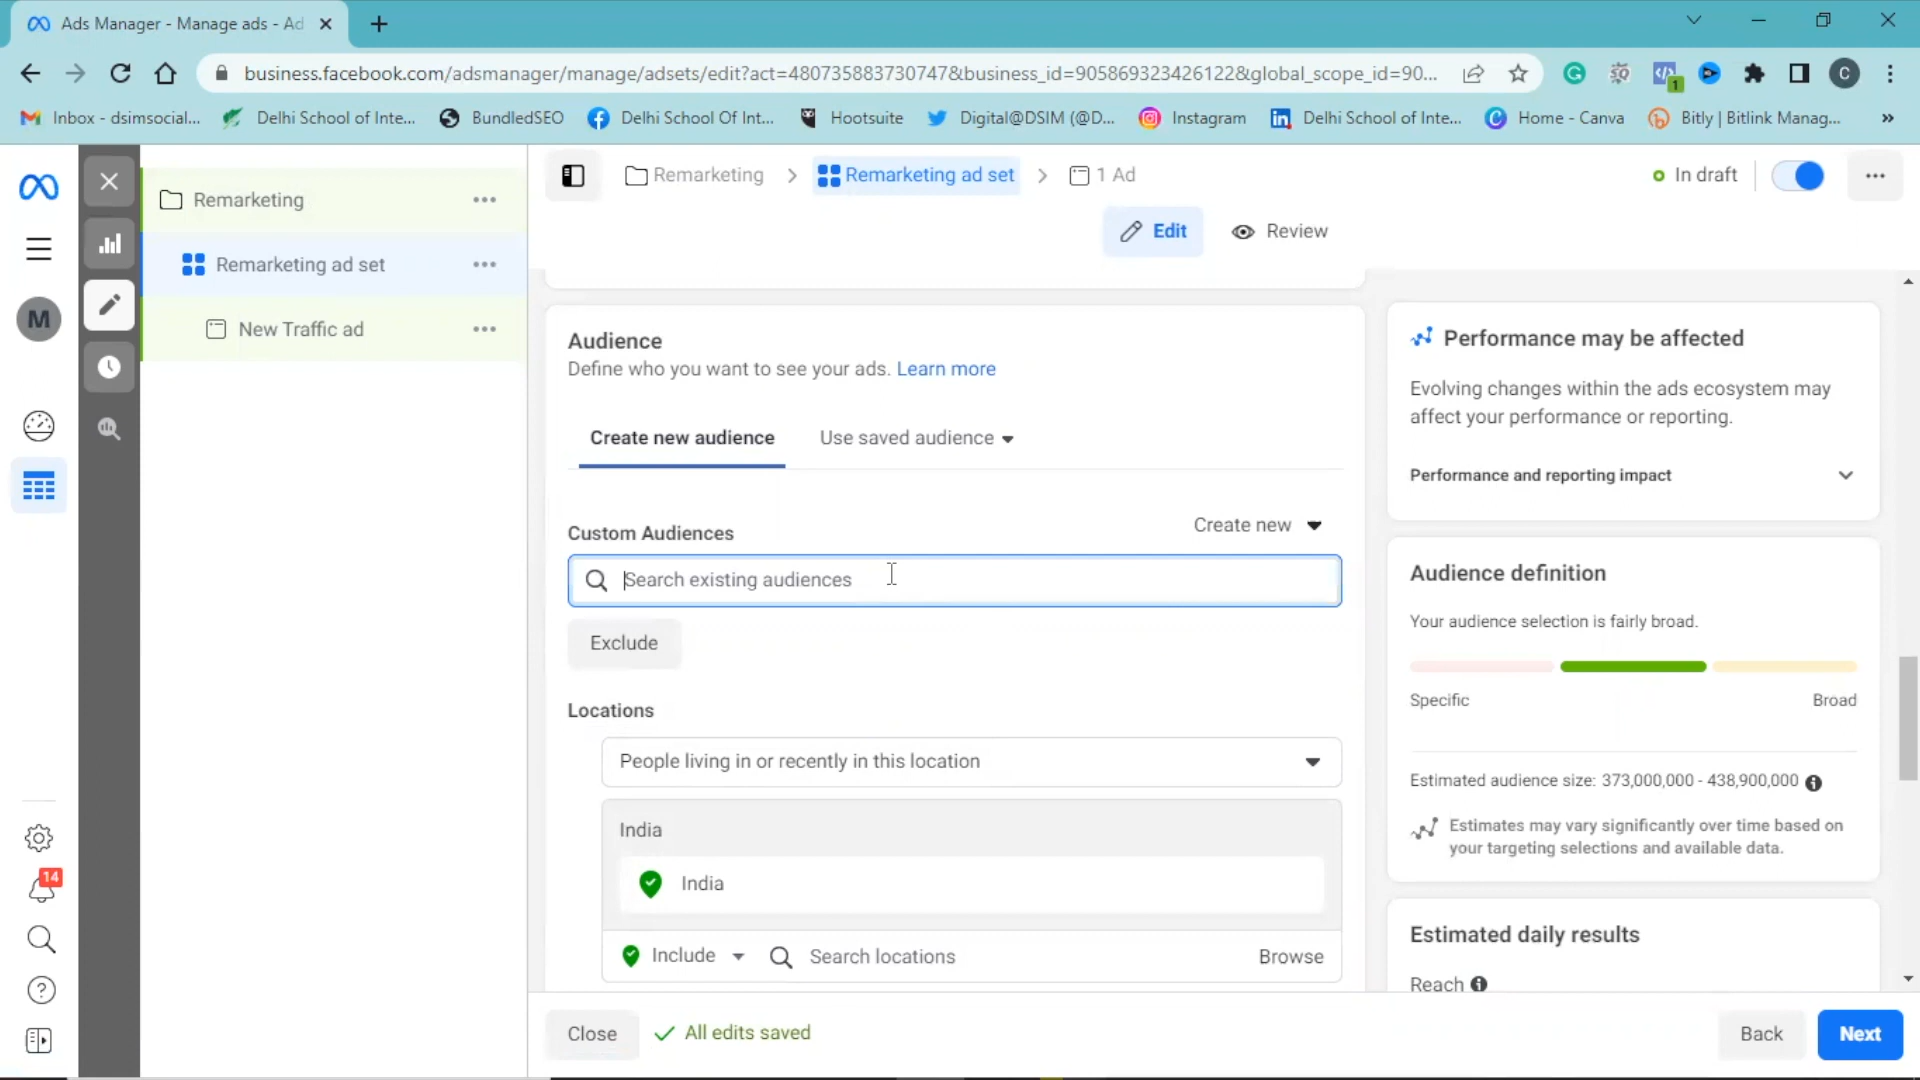 Ads Manager - Manage ads - Ad
business.facebook.com/adsmanager/manage/adsets/edit?act=480735883730747&business_id=905869323426122&global_scope_id=90...
1
C
Inbox - dsimsocial...
Delhi School of Inte...
BundledSEO
Delhi School Of Int...
Hootsuite
Digital@DSIM (@D...
Instagram
Delhi School of Inte...
Home - Canva
Bitly | Bitlink Manag...
»
Remarketing
Remarketing ad set
New Traffic ad
M
14
Remarketing
Remarketing ad set
1 Ad
In draft
Edit
Review
Audience
Define who you want to see your ads. Learn more
Create new audience
Use saved audience
Custom Audiences
Create new
Search existing audiences
Exclude
Locations
People living in or recently in this location
India
India
Include
Search locations
Browse
Performance may be affected
Evolving changes within the ads ecosystem may
affect your performance or reporting.
Performance and reporting impact
Audience definition
Your audience selection is fairly broad.
Specific
Broad
Estimated audience size: 373,000,000 - 438,900,000
Estimates may vary significantly over time based on
your targeting selections and available data.
Estimated daily results
Reach
Close
All edits saved
Back
Next